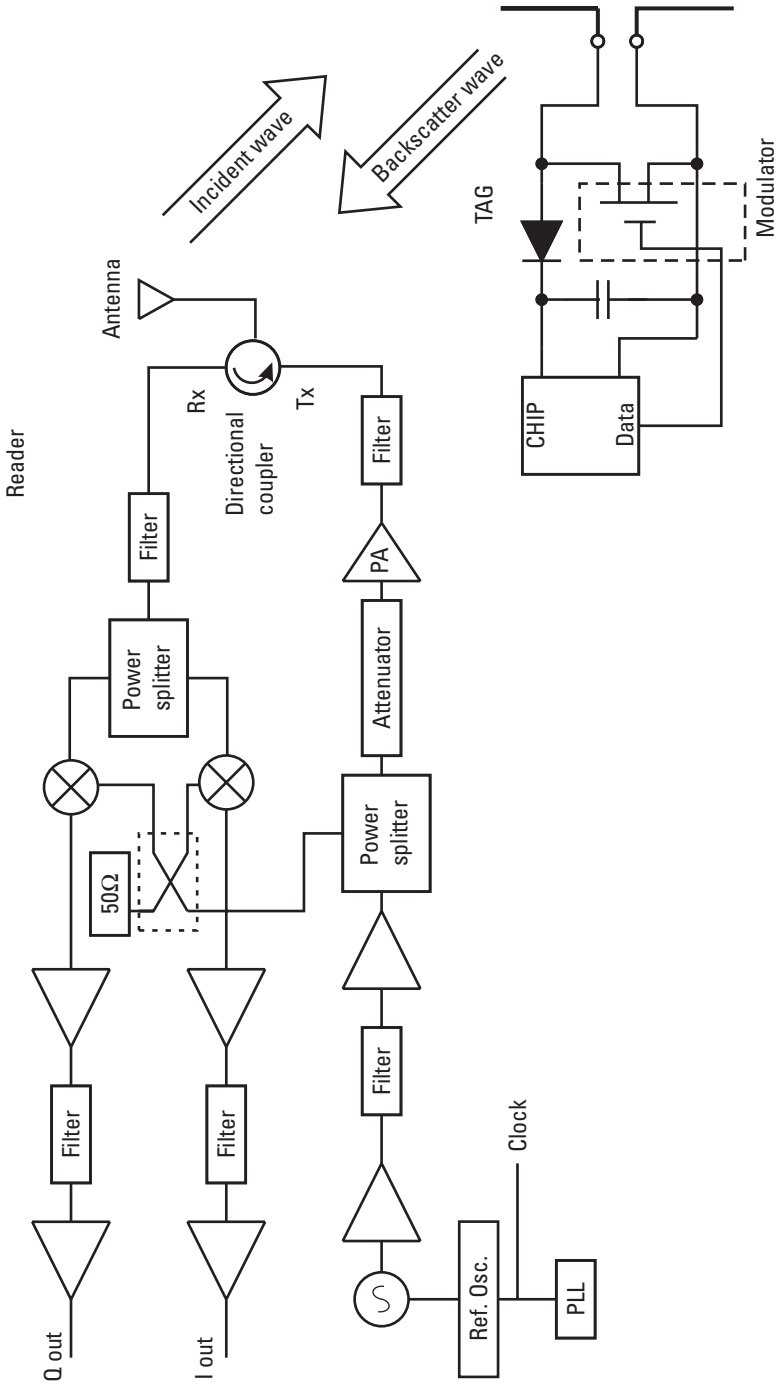 Reader
Q out
Filter
50Ω
Power
splitter
Filter
Rx
Antenna
Incident wave
I out
Filter
Directional
coupler
Tx
Backscatter wave
Filter
Power
splitter
Attenuator
PA
Filter
Ref. Osc.
Clock
PLL
TAG
CHIP
Data
Modulator